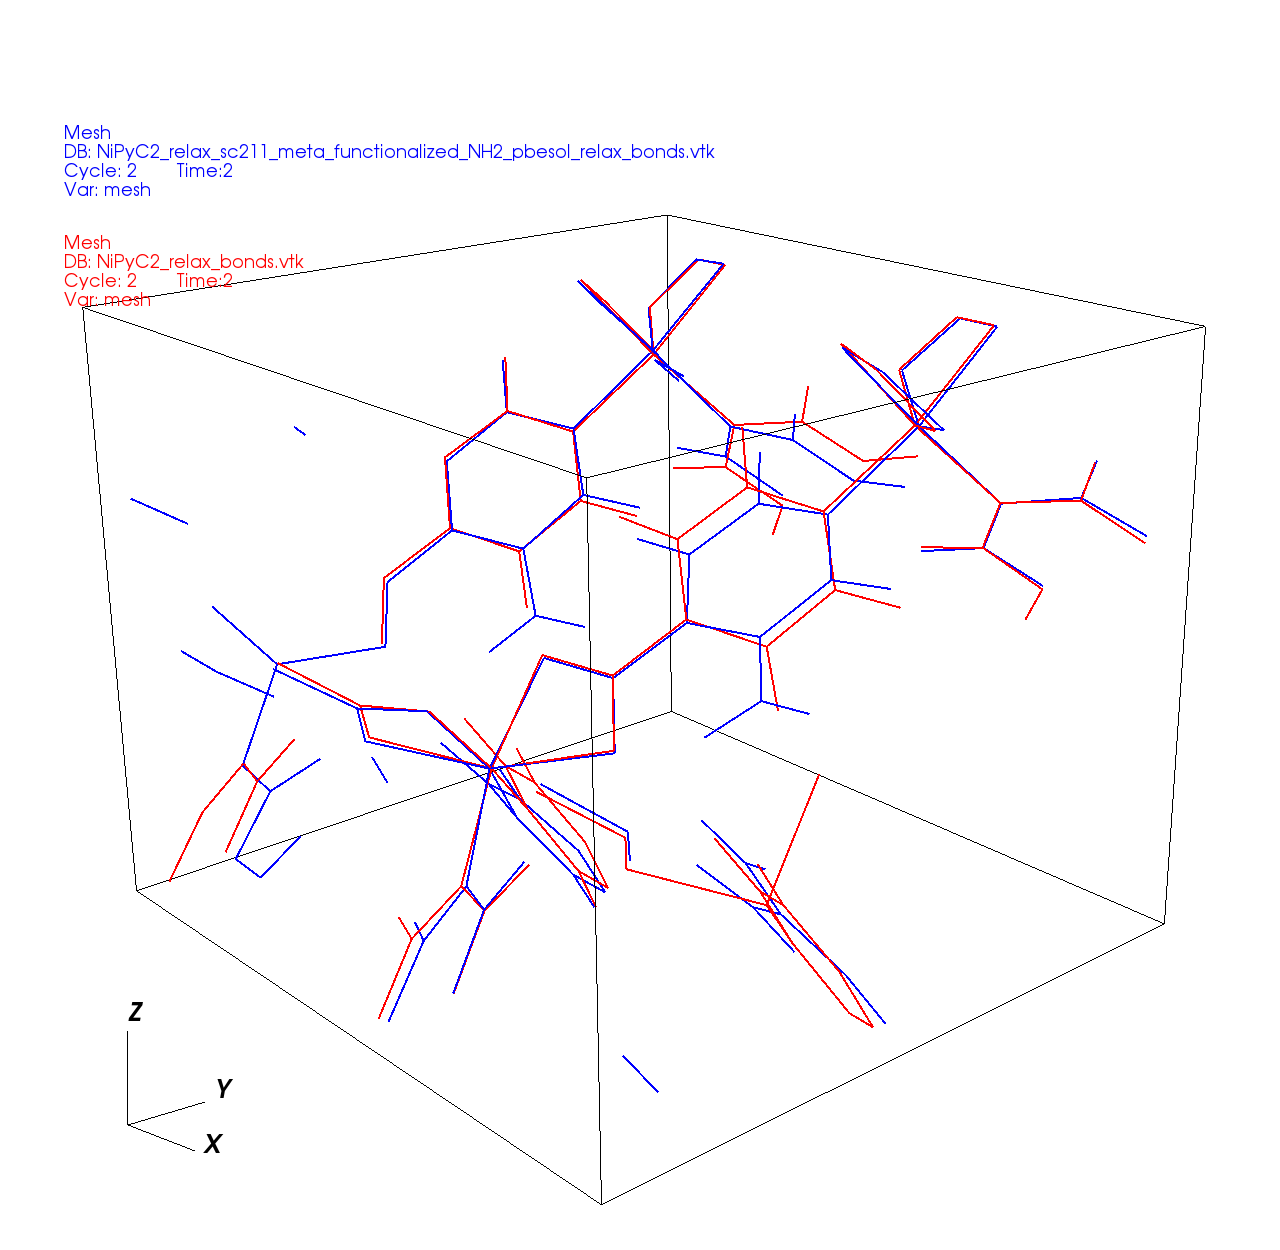 Mesh
DB: NiPyC2_relax_sc211_meta_functionalized_NH2_pbesol_relax_bonds.vtk
Cycle: 2 Time:2
Var: mesh
Mesh
DB: NiPyC2_relax_bonds.vtk
Cycle: 2 Time:2
Var: mesh
Z
Y
X